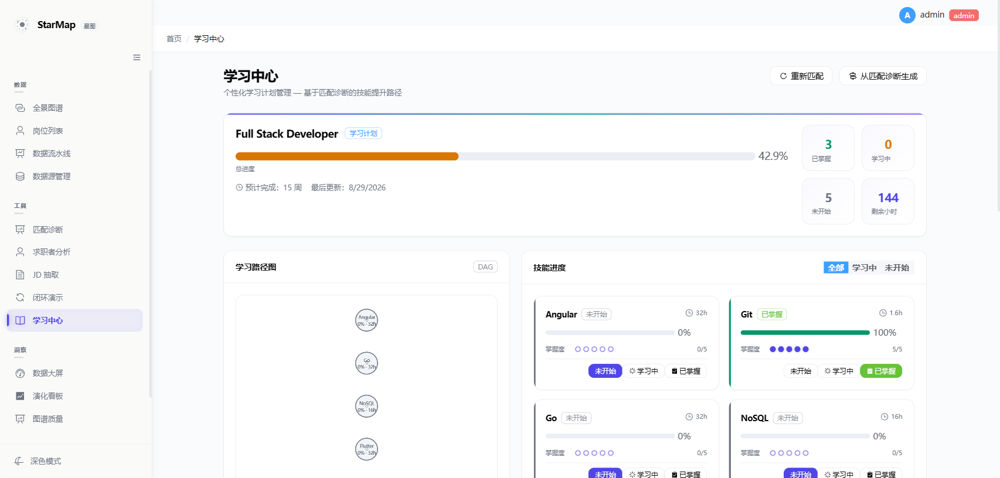 StarMap 星图
A admin admin
首页 / 学习中心
数据
全景图谱
岗位列表
数据流水线
数据源管理
工具
匹配诊断
求职者分析
JD 抽取
闭环演示
学习中心
洞察
数据大屏
演化看板
图谱质量
深色模式
学习中心
个性化学习计划管理 — 基于匹配诊断的技能提升路径
重新匹配
从匹配诊断生成
Full Stack Developer 学习计划
42.9%
总进度
预计完成: 15 周 最后更新: 8/29/2026
3
已掌握
0
学习中
5
未开始
144
剩余小时
学习路径图 DAG
Angular
0% · 32h
Go
0% · 32h
NoSQL
0% · 16h
Flutter
0% · 32h
技能进度 全部 学习中 未开始
Angular 未开始 32h
0%
掌握度 0/5
未开始 学习中 已掌握
Git 已掌握 1.6h
100%
掌握度 5/5
未开始 学习中 已掌握
Go 未开始 32h
0%
掌握度 0/5
未开始 学习中 已掌握
NoSQL 未开始 16h
0%
掌握度 0/5
未开始 学习中 已掌握